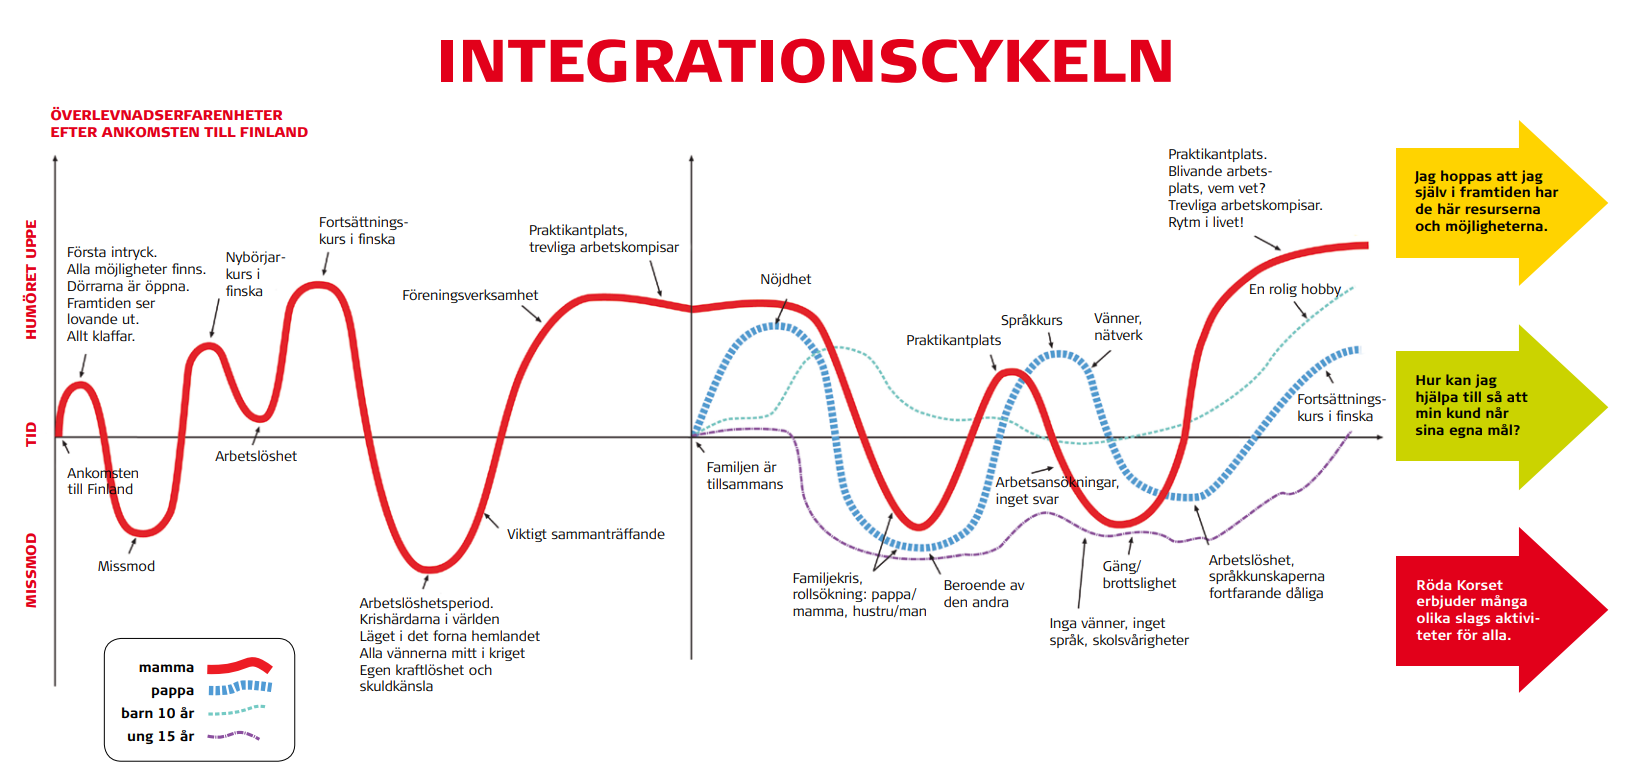 INTEGRATIONSCYKELN
ÖVERLEVNADSERFARENHETER
EFTER ANKOMSTEN TILL FINLAND
HUMÖRET UPPE
TID
MISSMOD
Första intryck.
Alla möjligheter finns.
Dörrarna är öppna.
Framtiden ser
lovande ut.
Allt klaffar.
Ankomsten
till Finland
Missmod
Nybörjar-
kurs i
finska
Arbetslöshet
Fortsättnings-
kurs i finska
Arbetslöshetsperiod.
Krishärdarna i världen
Läget i det forna hemlandet
Alla vännerna mitt i kriget
Egen kraftlöshet och
skuldkänsla
Föreningsverksamhet
Viktigt sammanträffande
Praktikantplats,
trevliga arbetskompisar
Nöjdhet
Familjen är
tillsammans
Familjekris,
rollsökning: pappa/
mamma, hustru/man
Beroende av
den andra
Praktikantplats
Språkkurs
Vänner,
nätverk
Arbetsansökningar,
inget svar
Inga vänner, inget
språk, skolsvårigheter
Gäng/
brottslighet
Arbetslöshet,
språkkunskaperna
fortfarande dåliga
Praktikantplats.
Blivande arbets-
plats, vem vet?
Trevliga arbetskompisar.
Rytm i livet!
En rolig hobby
Fortsättnings-
kurs i finska
mamma
pappa
barn 10 år
ung 15 år
Jag hoppas att jag
själv i framtiden har
de här resurserna
och möjligheterna.
Hur kan jag
hjälpa till så att
min kund når
sina egna mål?
Röda Korset
erbjuder många
olika slags aktivi-
teter för alla.